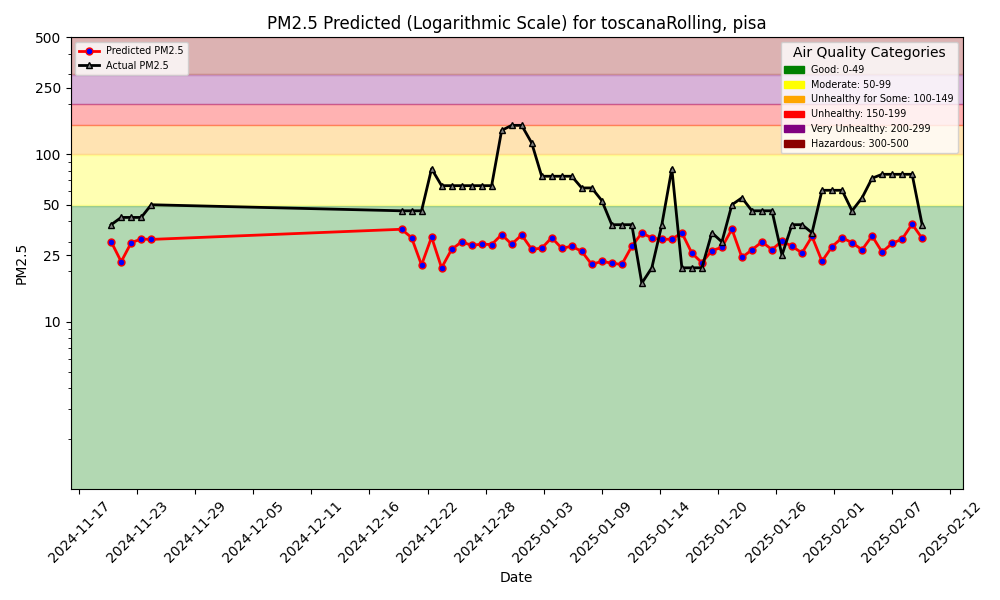 PM2.5 Predicted (Logarithmic Scale) for toscanaRolling, pisa
Predicted PM2.5
Actual PM2.5
Air Quality Categories
Good: 0-49
Moderate: 50-99
Unhealthy for Some: 100-149
Unhealthy: 150-199
Very Unhealthy: 200-299
Hazardous: 300-500
500
250
100
50
25
10
PM2.5
2024-11-17
2024-11-23
2024-11-29
2024-12-05
2024-12-11
2024-12-16
2024-12-22
2024-12-28
2025-01-03
2025-01-09
2025-01-14
2025-01-20
2025-01-26
2025-02-01
2025-02-07
2025-02-12
Date